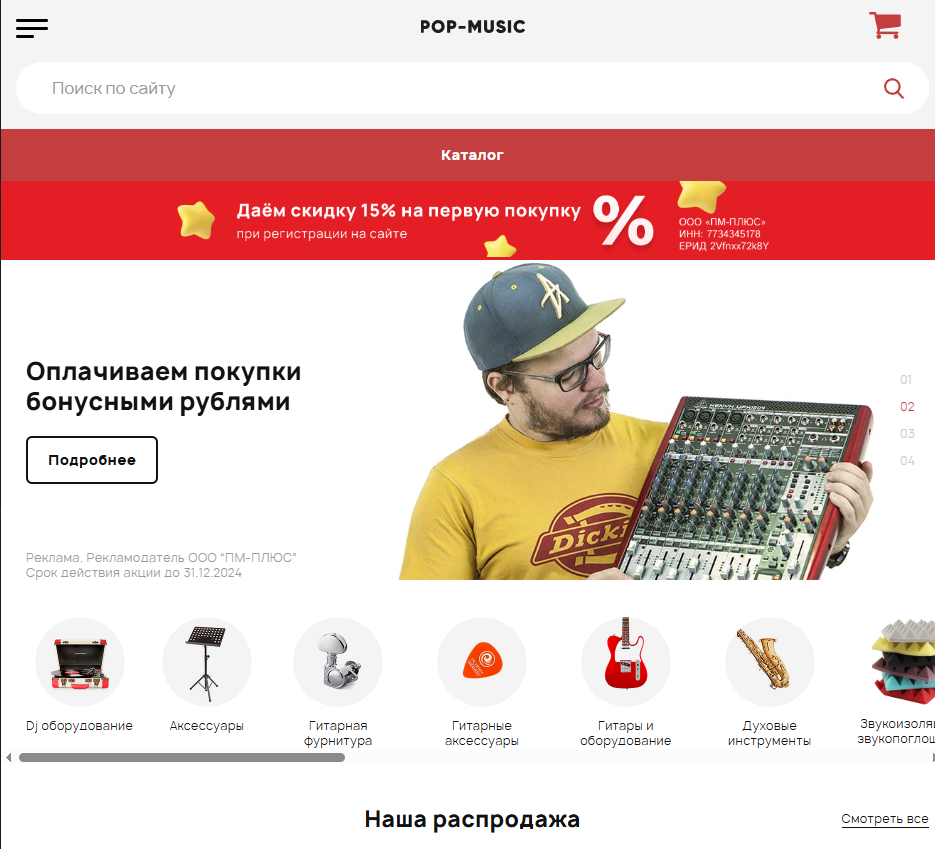 POP-MUSIC
Поиск по сайту
Каталог
Даём скидку 15% на первую покупку
при регистрации на сайте
%
ООО «ПМ-ПЛЮС»
ИНН: 7734345178
ЕРИД 2Vfnxx72k8Y
Оплачиваем покупки
бонусными рублями
Подробнее
01
02
03
04
Dicki
Реклама. Рекламодатель ООО “ПМ-ПЛЮС”
Срок действия акции до 31.12.2024
Dj оборудование
Аксессуары
Гитарная
фурнитура
Гитарные
аксессуары
Гитары и
оборудование
Духовые
инструменты
Звукоизоляц
звукопоглощ
Наша распродажа
Смотреть все